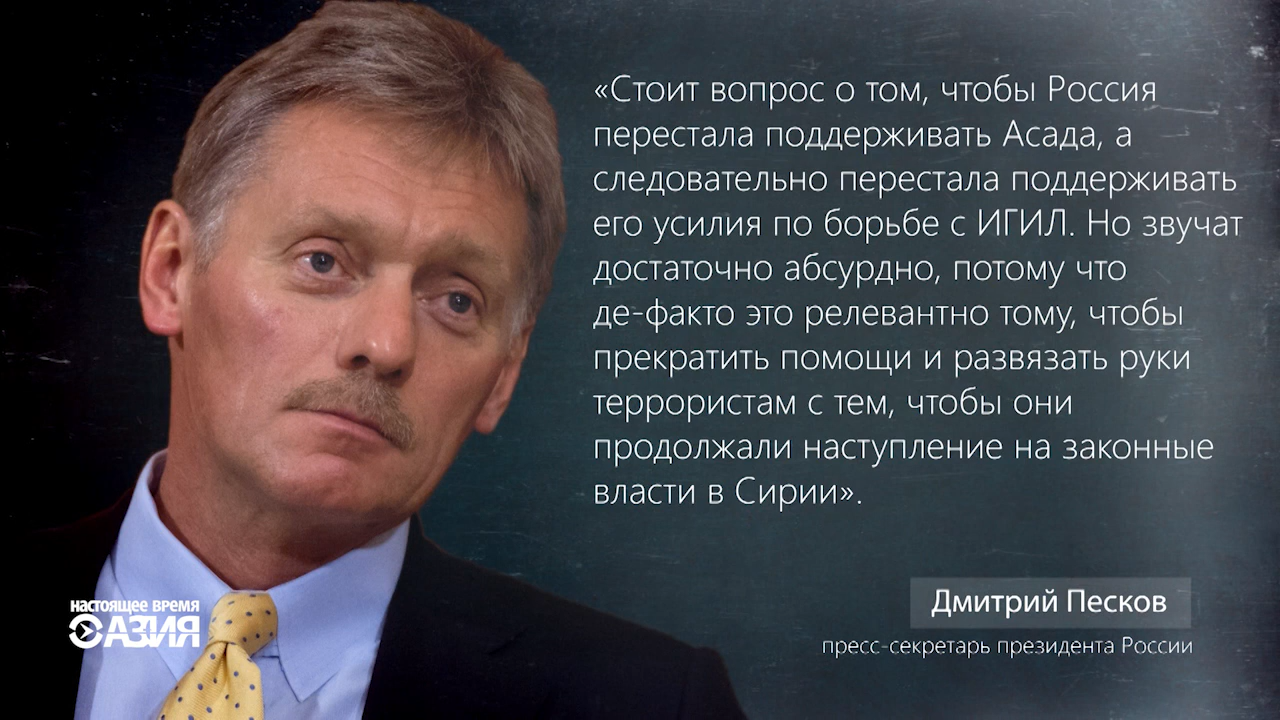 «Стоит вопрос о том, чтобы Россия
перестала поддерживать Асада, а
следовательно перестала поддерживать
его усилия по борьбе с ИГИЛ. Но звучат
достаточно абсурдно, потому что
де-факто это релевантно тому, чтобы
прекратить помощи и развязать руки
террористам с тем, чтобы они
продолжали наступление на законные
власти в Сирии».
Дмитрий Песков
пресс-секретарь президента России
НАСТОЯЩЕЕ ВРЕМЯ
АЗИЯ